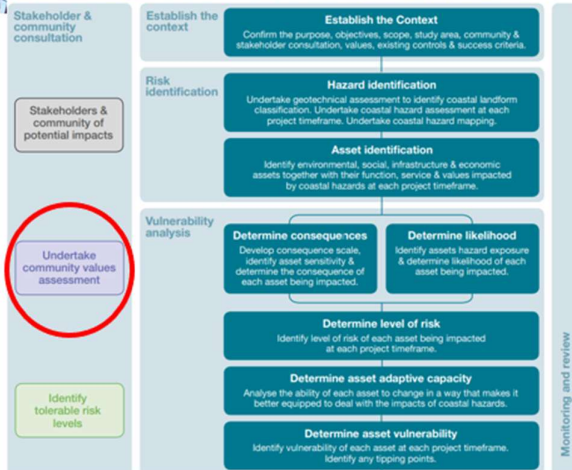 Stakeholder &
community
consultation
Stakeholders &
community of
potential impacts
Undertake
community values
assessment
Identify
tolerable risk
levels
Establish the
context
Establish the Context
Confirm the purpose, objectives, scope, study area, community &
stakeholder consultation, values, existing controls & success criteria.
Risk
identification
Hazard identification
Undertake geotechnical assessment to identify coastal landform
classification. Undertake coastal hazard assessment at each
project timeframe. Undertake coastal hazard mapping.
Asset identification
Identify environmental, social, infrastructure & economic
assets together with their function, service & values impacted
by coastal hazards at each project timeframe.
Vulnerability
analysis
Determine consequences
Develop consequence scale,
identify asset sensitivity &
determine the consequence of
each asset being impacted.
Determine likelihood
Identify assets hazard exposure
& determine likelihood of each
asset being impacted.
Determine level of risk
Identify level of risk of each asset being impacted
at each project timeframe.
Determine asset adaptive capacity
Analyse the ability of each asset to change in a way that makes it
better equipped to deal with the impacts of coastal hazards.
Determine asset vulnerability
Identify vulnerability of each asset at each project timeframe.
Identify any tipping points.
Monitoring and review